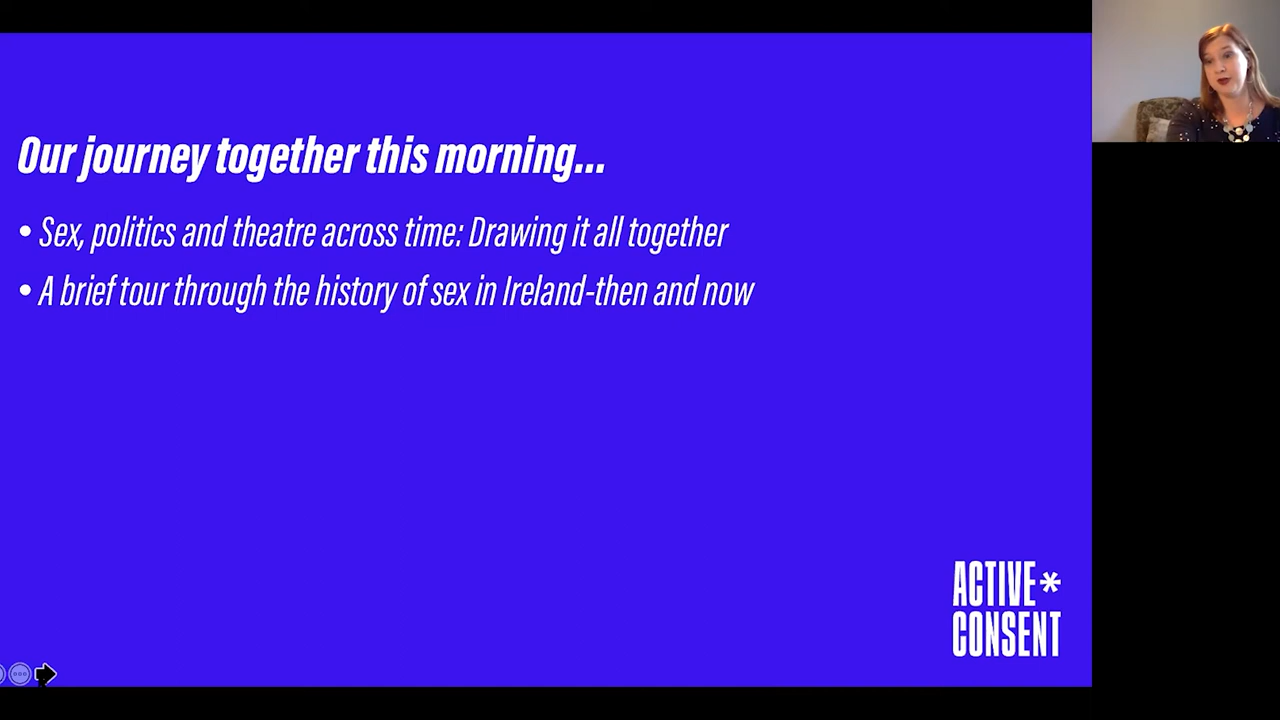 Our journey together this morning...
• Sex, politics and theatre across time: Drawing it all together
• A brief tour through the history of sex in Ireland-then and now
ACTIVE*
CONSENT